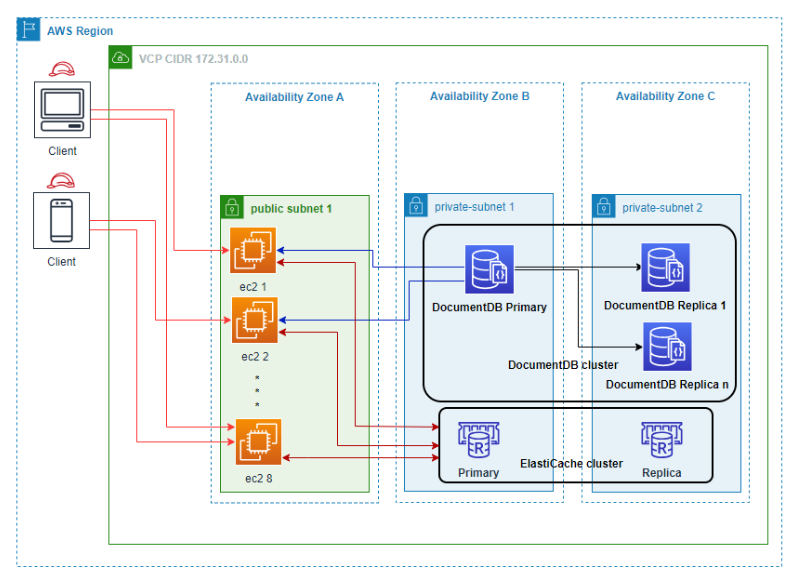 AWS Region
VCP CIDR 172.31.0.0
Availability Zone A
Availability Zone B
Availability Zone C
Client
Client
public subnet 1
private-subnet 1
private-subnet 2
ec2 1
ec2 2
*
*
*
ec2 8
DocumentDB Primary
DocumentDB Replica 1
DocumentDB cluster
DocumentDB Replica n
R
Primary
ElastiCache cluster
R
Replica